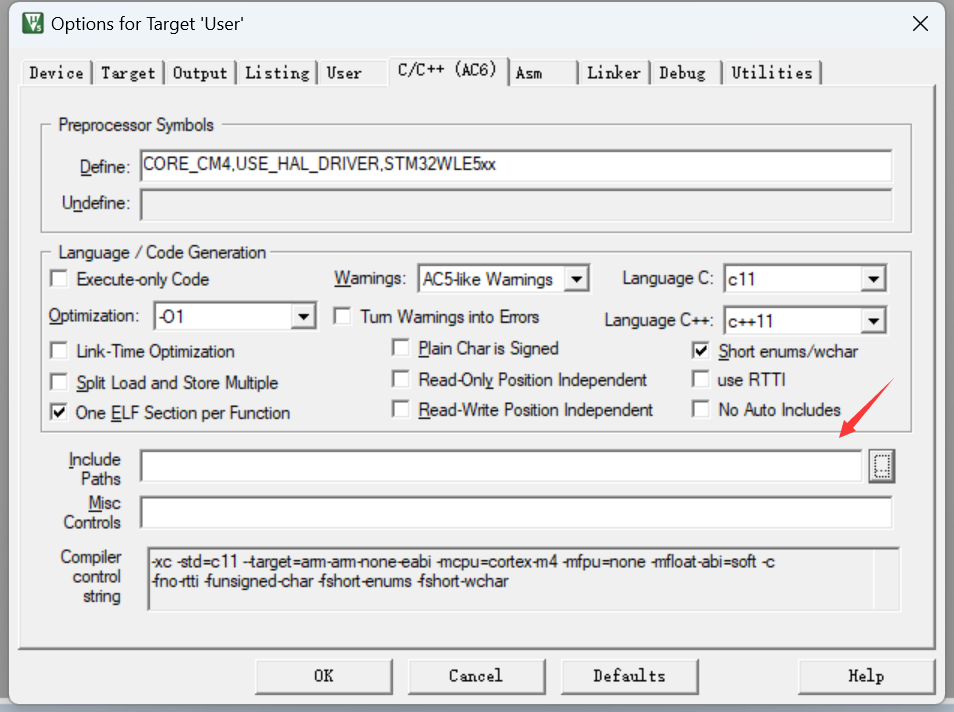 Options for Target 'User'
Device Target Output Listing User C/C++ (AC6) Asm Linker Debug Utilities
Preprocessor Symbols
Define: CORE_CM4,USE_HAL_DRIVER,STM32WLE5xx
Undefine:
Language / Code Generation
Execute-only Code Warnings: AC5-like Warnings Language C: c11
Optimization: -O1 Turn Warnings into Errors Language C++: c++11
Link-Time Optimization Plain Char is Signed Short enums/wchar
Split Load and Store Multiple Read-Only Position Independent use RTTI
One ELF Section per Function Read-Write Position Independent No Auto Includes
Include
Paths
...
Misc
Controls
Compiler
control
string
-xc -std=c11 --target=arm-arm-none-eabi -mcpu=cortex-m4 -mfpu=none -mfloat-abi=soft -c
-fno-rtti -funsigned-char -fshort-enums -fshort-wchar
OK Cancel Defaults Help